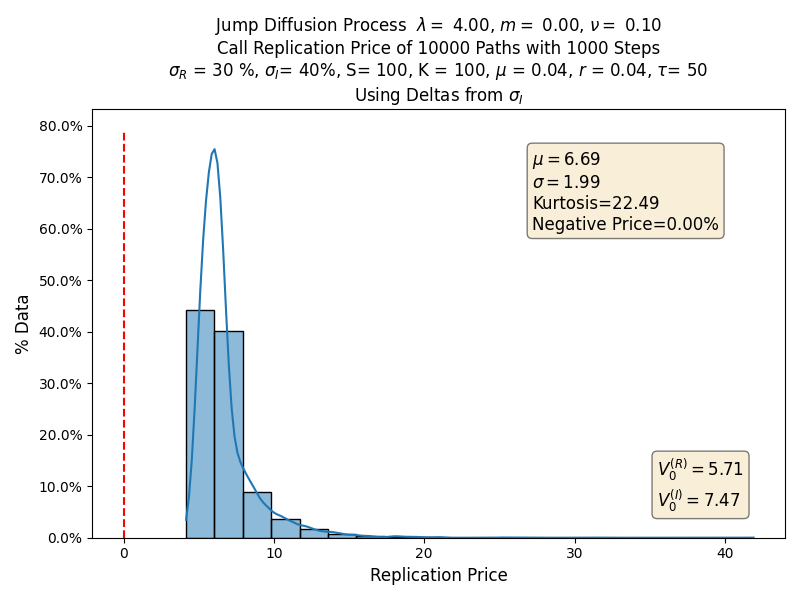 Jump Diffusion Process λ = 4.00, m = 0.00, ν = 0.10
Call Replication Price of 10000 Paths with 1000 Steps
σ_R = 30 %, σ_I= 40%, S= 100, K = 100, μ = 0.04, r = 0.04, τ= 50
Using Deltas from σ_I
80.0%
70.0%
60.0%
50.0%
40.0%
30.0%
20.0%
10.0%
0.0%
% Data
μ = 6.69
σ = 1.99
Kurtosis=22.49
Negative Price=0.00%
V_0^(R) = 5.71
V_0^(I) = 7.47
0
10
20
30
40
Replication Price